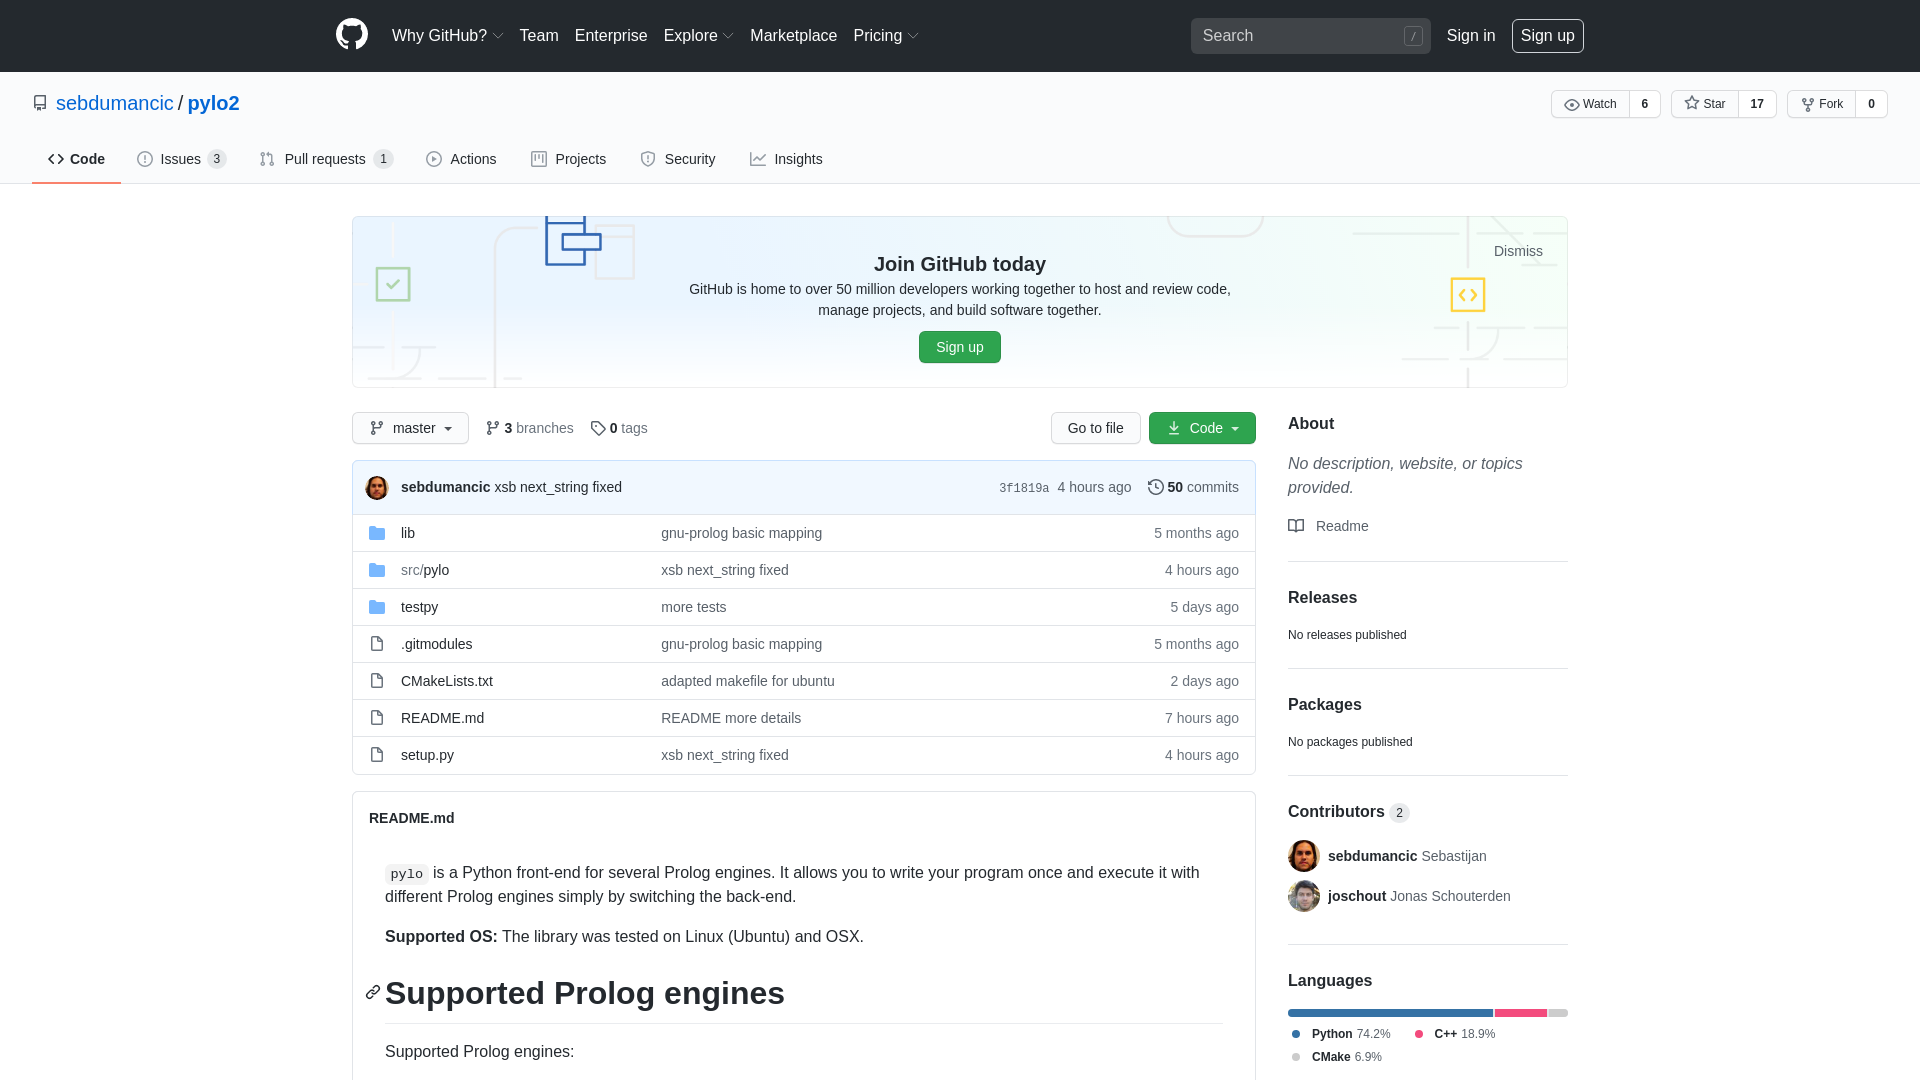 Why GitHub? Team Enterprise Explore Marketplace Pricing Search / Sign in Sign up
sebdumancic / pylo2 Watch 6 Star 17 Fork 0
Code Issues 3 Pull requests 1 Actions Projects Security Insights
Dismiss
Join GitHub today
GitHub is home to over 50 million developers working together to host and review code,
manage projects, and build software together.
Sign up
master 3 branches 0 tags Go to file Code
sebdumancic xsb next_string fixed 3f1819a 4 hours ago 50 commits
lib gnu-prolog basic mapping 5 months ago
src/pylo xsb next_string fixed 4 hours ago
testpy more tests 5 days ago
.gitmodules gnu-prolog basic mapping 5 months ago
CMakeLists.txt adapted makefile for ubuntu 2 days ago
README.md README more details 7 hours ago
setup.py xsb next_string fixed 4 hours ago
README.md
pylo is a Python front-end for several Prolog engines. It allows you to write your program once and execute it with
different Prolog engines simply by switching the back-end.
Supported OS: The library was tested on Linux (Ubuntu) and OSX.
Supported Prolog engines
Supported Prolog engines:
About
No description, website, or topics
provided.
Readme
Releases
No releases published
Packages
No packages published
Contributors 2
sebdumancic Sebastijan
joschout Jonas Schouterden
Languages
Python 74.2% C++ 18.9%
CMake 6.9%